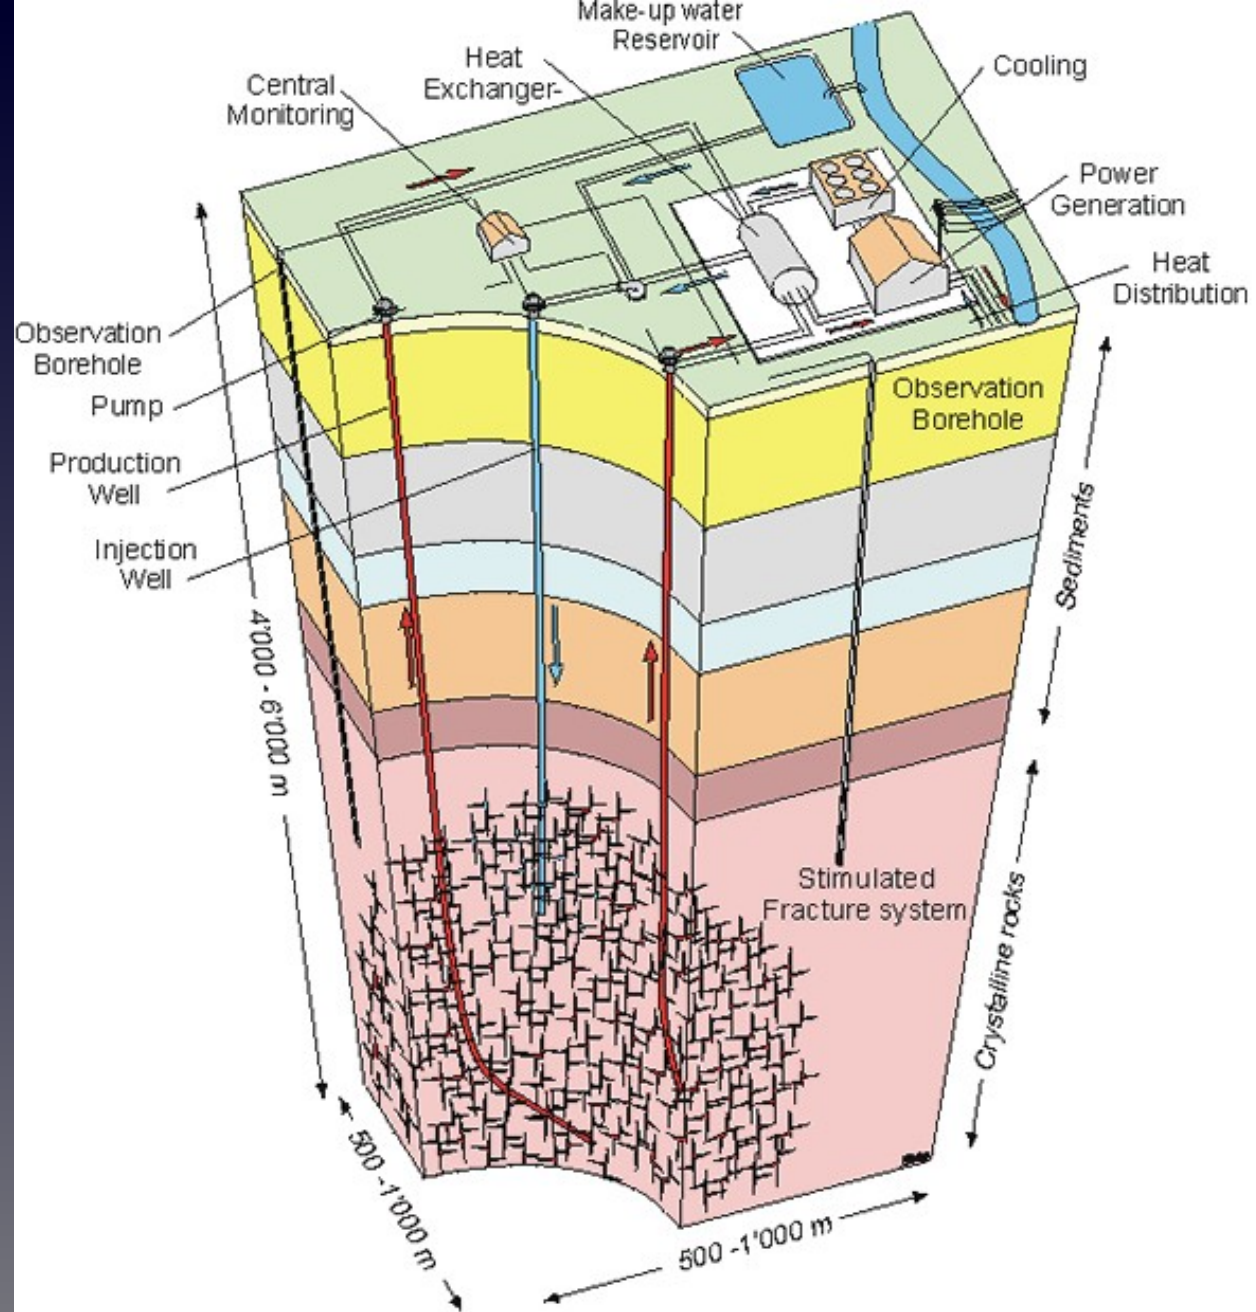 Make-up water
Reservoir
Heat
Exchanger-
Cooling
Central
Monitoring
Power
Generation
Heat
Distribution
Observation
Borehole
Pump
Observation
Borehole
Production
Well
Injection
Well
Sediments
4'000 - 6'000 m
Stimulated
Fracture system
Crystalline rocks
500 -1'000 m
500 -1'000 m